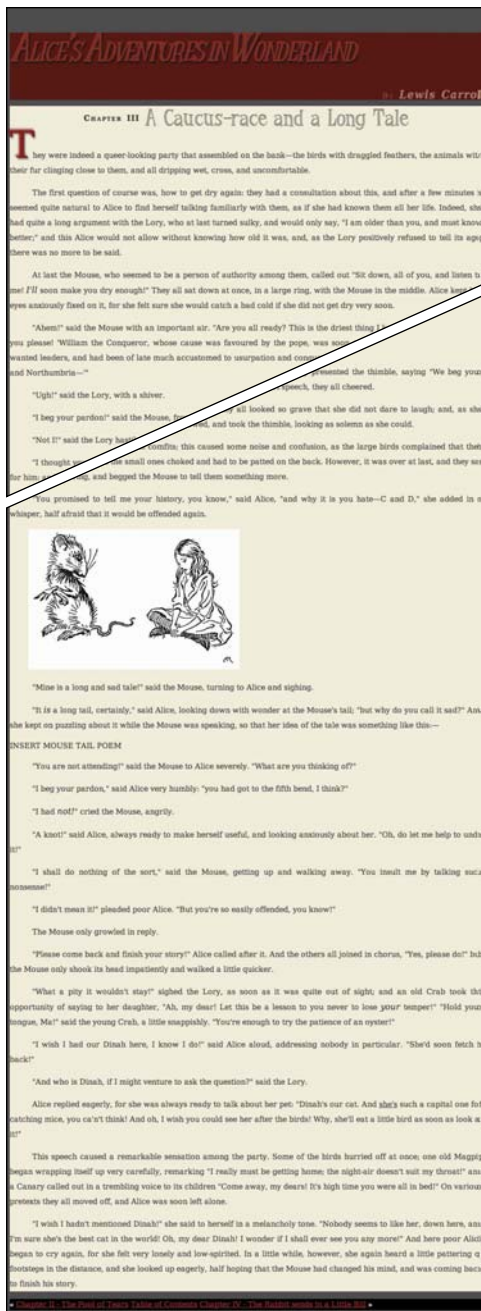 ALICE'S ADVENTURES IN WONDERLAND
Lewis Carrol
CHAPTER III A Caucus-race and a Long Tale
They were indeed a queer-looking party that assembled on the bank—the birds with draggled feathers, the animals with
their fur clinging close to them, and all dripping wet, cross, and uncomfortable.
The first question of course was, how to get dry again: they had a consultation about this, and after a few minutes
seemed quite natural to Alice to find herself talking familiarly with them, as if she had known them all her life. Indeed, she
had quite a long argument with the Lory, who at last turned sulky, and would only say, "I am older than you, and must know
better;" and this Alice would not allow without knowing how old it was, and, as the Lory positively refused to tell its
there was no more to be said.
At last the Mouse, who seemed to be a person of authority among them, called out "Sit down, all of you, and listen
me! I'll soon make you dry enough!" They all sat down at once, in a large ring, with the Mouse in the middle. Alice kept
eyes anxiously fixed on it, for she felt sure she would catch a bad cold if she did not get dry very soon.
"Ahem!" said the Mouse with an important air. "Are you all ready? This is the driest thing I
you please! 'William the Conqueror, whose cause was favoured by the pope, was soon
wanted leaders, and had been of late much accustomed to usurpation and
presented the thimble, saying "We beg your
and Northumbria—'"
speech, they all cheered.
"Ugh!" said the Lory, with a shiver.
all looked so grave that she did not dare to laugh; and, as she
"I beg your pardon!" said the Mouse,
and took the thimble, looking as solemn as she could.
"Not I!" said the Lory
comfits; this caused some noise and confusion, as the large birds complained that
"I thought
small ones choked and had to be patted on the back. However, it was over at last, and they
for him;
and begged the Mouse to tell them something more.
"You promised to tell me your history, you know," said Alice, "and why it is you hate—C and D," she added in
whisper, half afraid that it would be offended again.
"Mine is a long and sad tale!" said the Mouse, turning to Alice and sighing.
"It is a long tail, certainly," said Alice, looking down with wonder at the Mouse's tail; "but why do you call it sad?"
she kept on puzzling about it while the Mouse was speaking, so that her idea of the tale was something like this:—
INSERT MOUSE TAIL POEM
"You are not attending!" said the Mouse to Alice severely. "What are you thinking of?"
"I beg your pardon," said Alice very humbly: "you had got to the fifth bend, I think?"
"I had not!" cried the Mouse, angrily.
"A knot!" said Alice, always ready to make herself useful, and looking anxiously about her. "Oh, do let me help to
it!"
"I shall do nothing of the sort," said the Mouse, getting up and walking away. "You insult me by talking
nonsense!"
"I didn't mean it!" pleaded poor Alice. "But you're so easily offended, you know!"
The Mouse only growled in reply.
"Please come back and finish your story!" Alice called after it. And the others all joined in chorus, "Yes, please do!"
the Mouse only shook its head impatiently and walked a little quicker.
"What a pity it wouldn't stay!" sighed the Lory, as soon as it was quite out of sight; and an old Crab took
opportunity of saying to her daughter, "Ah, my dear! Let this be a lesson to you never to lose your temper!" "Hold your
tongue, Ma!" said the young Crab, a little snappishly. "You're enough to try the patience of an oyster!"
"I wish I had our Dinah here, I know I do!" said Alice aloud, addressing nobody in particular. "She'd soon fetch
back!"
"And who is Dinah, if I might venture to ask the question?" said the Lory.
Alice replied eagerly, for she was always ready to talk about her pet: "Dinah's our cat. And she's such a capital one for
catching mice, you ca'n't think! And oh, I wish you could see her after the birds! Why, she'll eat a little bird as soon as look
it!"
This speech caused a remarkable sensation among the party. Some of the birds hurried off at once; one old
began wrapping itself up very carefully, remarking "I really must be getting home; the night-air doesn't suit my throat!"
a Canary called out in a trembling voice to its children "Come away, my dears! It's high time you were all in bed!" On various
pretexts they all moved off, and Alice was soon left alone.
"I wish I hadn't mentioned Dinah!" she said to herself in a melancholy tone. "Nobody seems to like her, down here,
I'm sure she's the best cat in the world! Oh, my dear Dinah! I wonder if I shall ever see you any more!" And here poor
began to cry again, for she felt very lonely and low-spirited. In a little while, however, she again heard a little pattering
footsteps in the distance, and she looked up eagerly, half hoping that the Mouse had changed his mind, and was coming
to finish his story.
« Chapter II - The Pool of Tears Table of Contents Chapter IV - The Rabbit sends in a Little Bill »